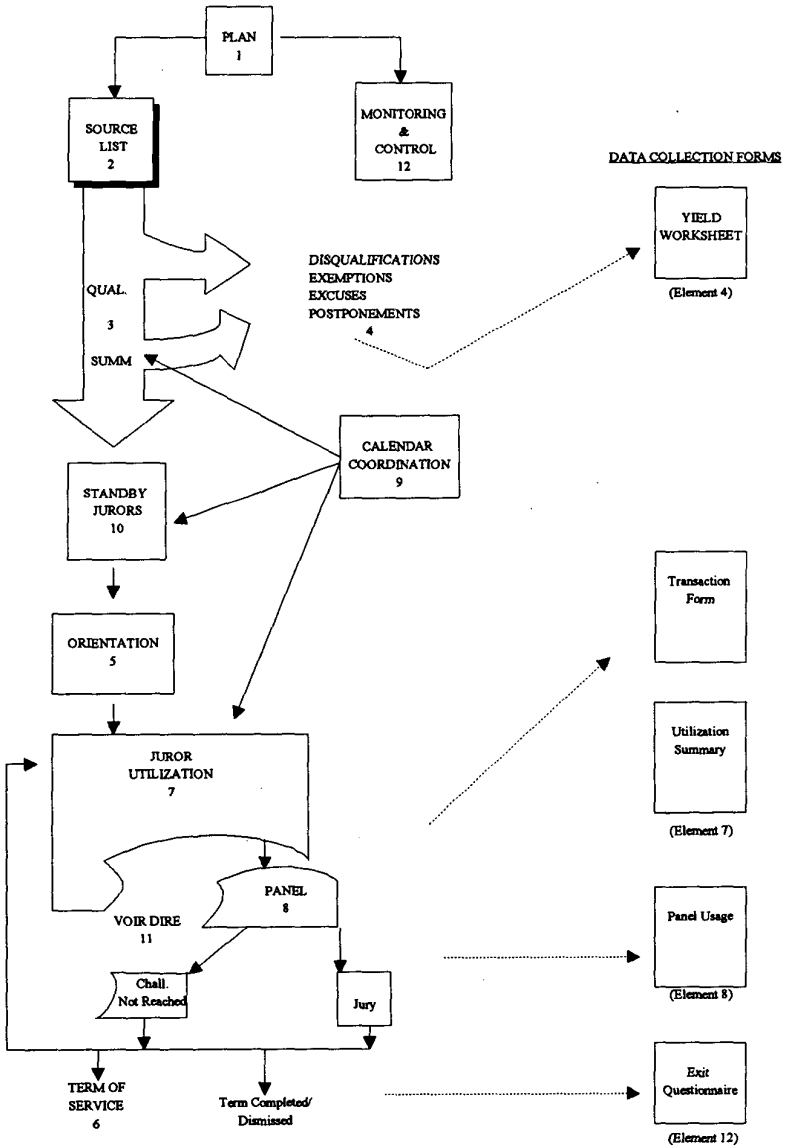 PLAN
1
SOURCE
LIST
2
MONITORING
&
CONTROL
12
DATA COLLECTION FORMS
YIELD
WORKSHEET
(Element 4)
DISQUALIFICATIONS
EXEMPTIONS
EXCUSES
POSTPONEMENTS
4
QUAL.
3
SUMM
CALENDAR
COORDINATION
9
STANDBY
JURORS
10
Transaction
Form
ORIENTATION
5
JUROR
UTILIZATION
7
Utilization
Summary
(Element 7)
PANEL
8
VOIR DIRE
11
Panel Usage
(Element 8)
Chall.
Not Reached
Jury
Exit
Questionnaire
(Element 12)
TERM OF
SERVICE
6
Term Completed/
Dismissed